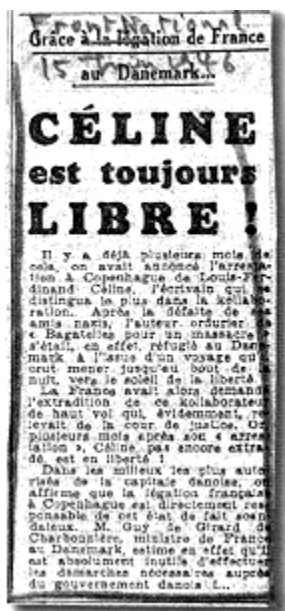 Front National
Grâce à la légation de France
15 Juin 1946
au Danemark...
CÉLINE
est toujours
LIBRE !
Il y a déjà plusieurs mois de
cela, on avait annoncé l'arresta-
tion à Copenhague de Louis-Fer-
dinand Céline, l'écrivain qui se
distingua le plus dans la kollabo-
ration. Après la défaite de ses
amis nazis, l'auteur ordurier de
« Bagatelles pour un massacre »
s'était, en effet, réfugié au Dane-
mark. A l'issue d'un voyage qu'il
crut mener jusqu'au bout de la
nuit, vers le soleil de la liberté.
La France avait alors demandé
l'extradition de ce kollaborateur
de haut vol qui, évidemment, re-
levait de la cour de justice. Or
plusieurs mois après son « arres-
tation », Céline, pas encore extra-
dé, est en liberté !
Dans les milieux les plus auto-
risés de la capitale danoise, on
affirme que la légation française
à Copenhague est directement res-
ponsable de cet état de fait scan-
daleux. M. Guy de Girard de
Charbonnière, ministre de France
au Danemark, estime en effet qu'il
est absolument inutile d'effectuer
les démarches nécessaires auprès
du gouvernement danois !...